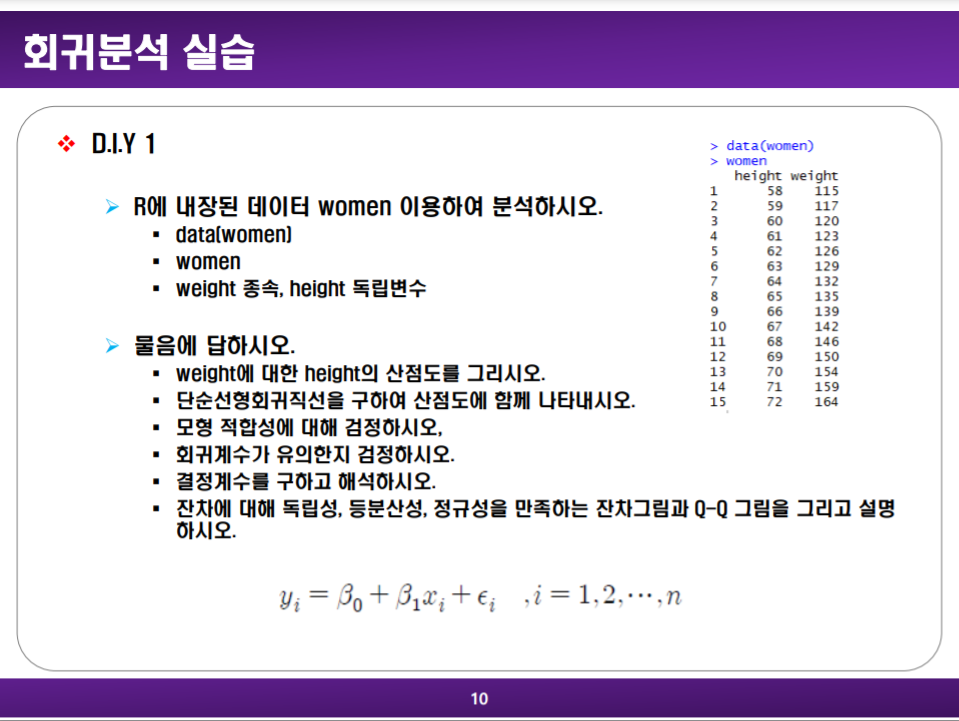 회귀분석 실습
❖ D.I.Y 1
➢ R에 내장된 데이터 women 이용하여 분석하시오.
▪ data(women)
▪ women
▪ weight 종속, height 독립변수
➢ 물음에 답하시오.
▪ weight에 대한 height의 산점도를 그리시오.
▪ 단순선형회귀직선을 구하여 산점도에 함께 나타내시오.
▪ 모형 적합성에 대해 검정하시오,
▪ 회귀계수가 유의한지 검정하시오.
▪ 결정계수를 구하고 해석하시오.
▪ 잔차에 대해 독립성, 등분산성, 정규성을 만족하는 잔차그림과 Q-Q 그림을 그리고 설명
하시오.
> data(women)
> women
height weight
1 58 115
2 59 117
3 60 120
4 61 123
5 62 126
6 63 129
7 64 132
8 65 135
9 66 139
10 67 142
11 68 146
12 69 150
13 70 154
14 71 159
15 72 164
y_i = β_0 + β_1x_i + ϵ_i , i = 1,2,⋯,n
10